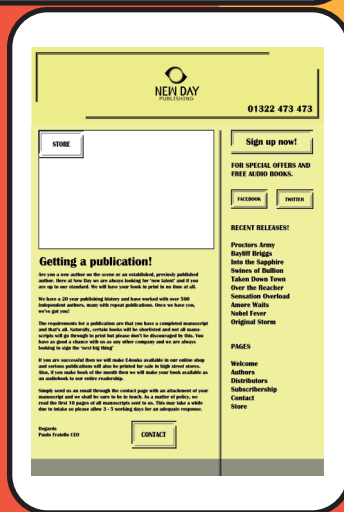 NEW DAY
PUBLISHING
01322 473 473
STORE
Getting a publication!
Are you a new author on the scene or an established, previosly published
author. Here at New Day we are always looking for 'new talent' and if you
are up to our standard. We will have your book in print in no time at all.
We have a 20 year publishing history and have worked with over 500
independent authors, many with repeat publications. Once we have you,
we've got you!
The requirements for a publication are that you have a completed manuscript
and that's all. Naturally, certain books will be shortlisted and not all manu-
scripts will go through to print but please don't be discouraged by this. You
have as good a chance with us as any other company and we are always
looking to sign the 'next big thing'
If you are successful then we will make E-books available in our online shop
and serious publications will also be printed for sale in high street stores.
Also, if you make book of the month then we will make your book available as
an audiobook to our entire readership.
Simply send us an email through the contact page with an attachment of your
manuscript and we shall be sure to be in touch. As a matter of policy, we
read the first 10 pages of all manuscripts sent to us. This may take a while
due to intake so please allow 3 - 5 working days for an adequate response.
Regards
Paulo Fratello CEO
CONTACT
Sign up now!
FOR SPECIAL OFFERS AND
FREE AUDIO BOOKS.
FACEBOOK
TWITTER
RECENT RELEASES!
Proctors Army
Bayliff Briggs
Into the Sapphire
Swines of Bullion
Taken Down Town
Over the Reacher
Sensation Overload
Amore Waits
Nobel Fever
Original Storm
PAGES
Welcome
Authors
Distributors
Subscribership
Contact
Store